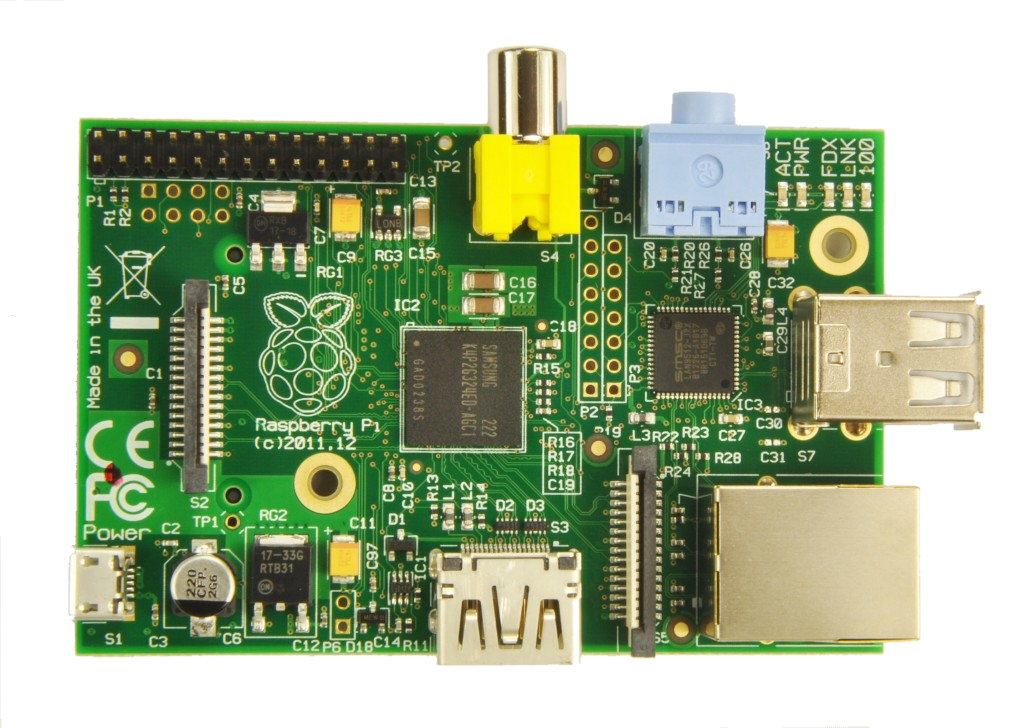 TP2
P1
R1
R2
C4
C7
RG1
C9
RG3
C13
C15
C5
S4
D4
ACT
PWR
FDX
LNK
100
C20
R21
R20
R27
R26
C26
C32
C28
C29
L4
Made in the UK
C1
IC2
C16
C17
C18
R15
SAMSUNG 222
K4P2G324ED-AGC1
GAD0238S
Raspberry Pi
(c)2011,12
P2
P3
SMSC
IC3
C30
C31
S7
L3
R22
R23
C27
R28
R24
R16
R17
R18
C19
CE
FC
Power
S2
TP1
C2
RG2
C11
C8
C10
R13
L1
L2
R14
D2
D3
S3
D1
C97
IC1
220
CFP.
2G6
17-33G
RTB31
S1
C3
C6
C12
P6
D18
C14
R11
S5